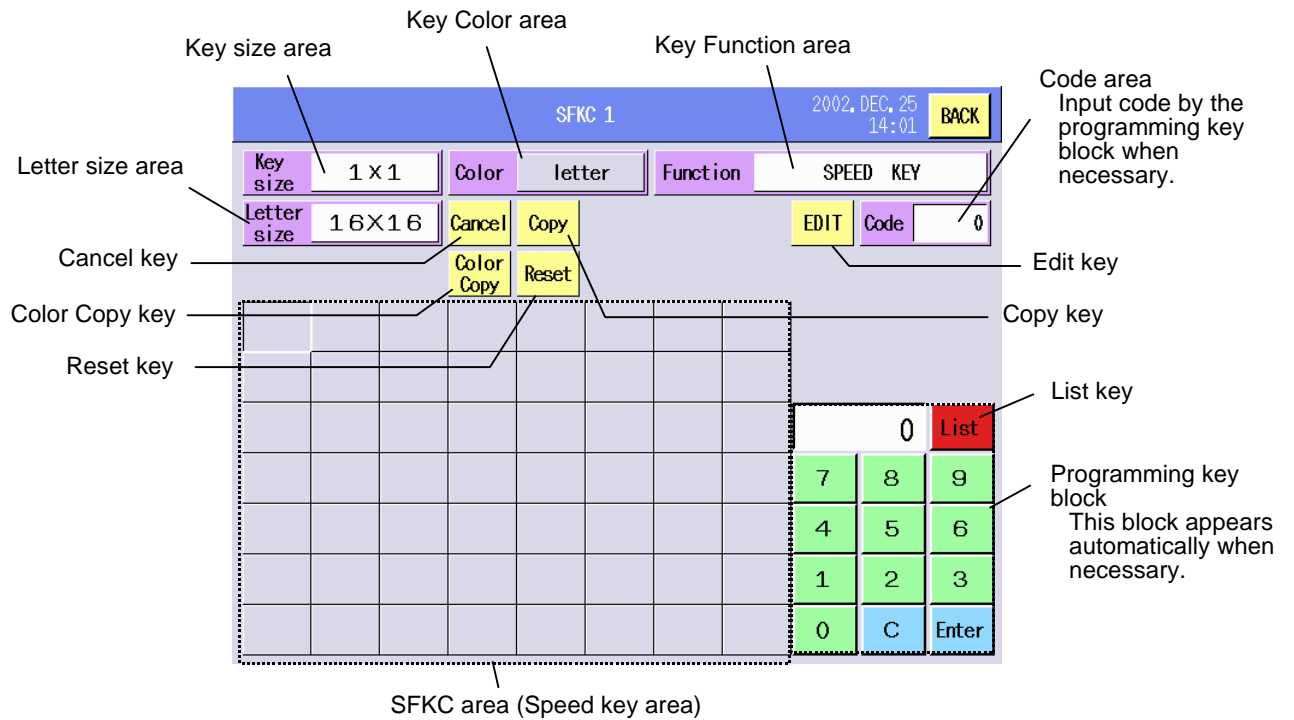 Key Color area
Key size area
Key Function area
Code area
Input code by the
programming key
block when
necessary.
SFKC 1
2002. DEC. 25
14:01
BACK
Letter size area
Key
size
1×1
Color
letter
Function
SPEED KEY
Letter
size
16X16
Cancel
Copy
EDIT
Code
0
Cancel key
Color
Copy
Reset
Edit key
Color Copy key
Copy key
Reset key
List key
0
List
7
8
9
Programming key
block
This block appears
automatically when
necessary.
4
5
6
1
2
3
0
C
Enter
SFKC area (Speed key area)